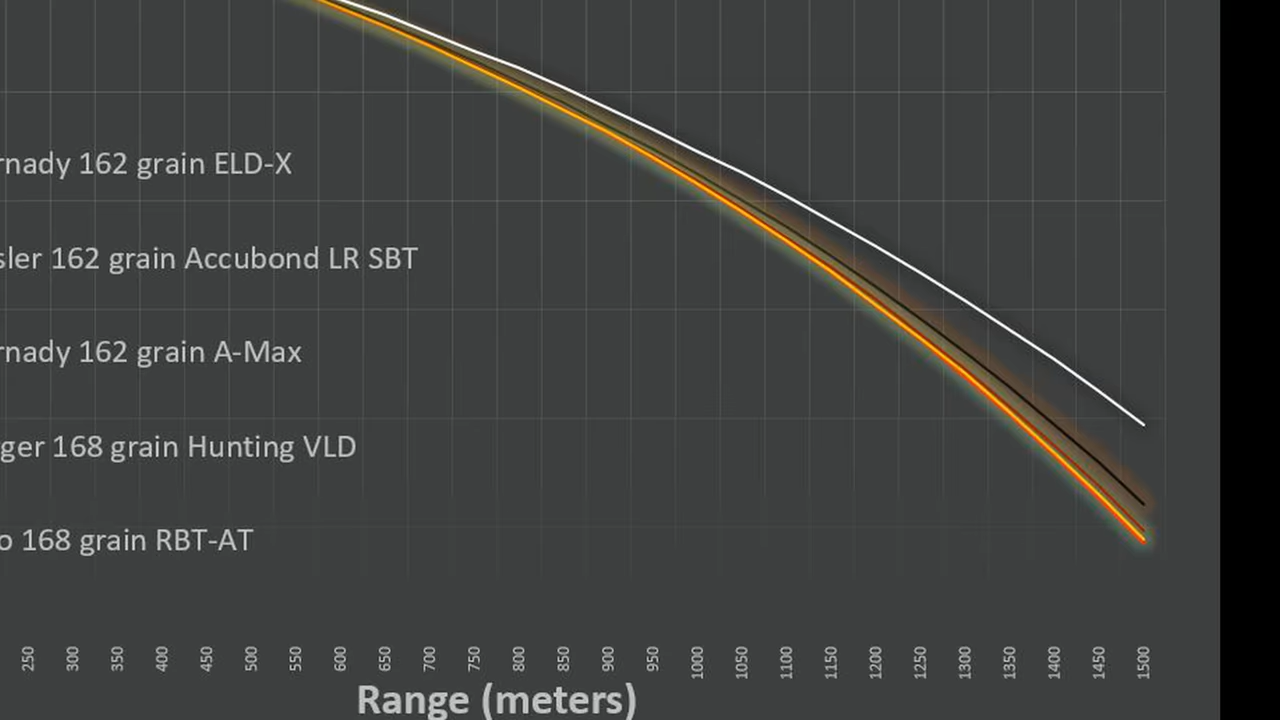 rnady 162 grain ELD-X
sler 162 grain Accubond LR SBT
rnady 162 grain A-Max
ger 168 grain Hunting VLD
o 168 grain RBT-AT
250 300 350 400 450 500 550 600 650 700 750 800 850 900 950 1000 1050 1100 1150 1200 1250 1300 1350 1400 1450 1500
Range (meters)